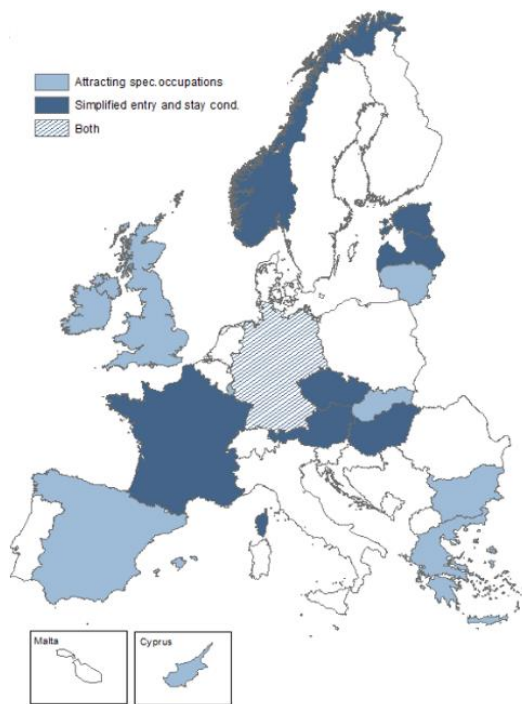 Attracting spec.occupations
Simplified entry and stay cond.
Both
Malta
Cyprus